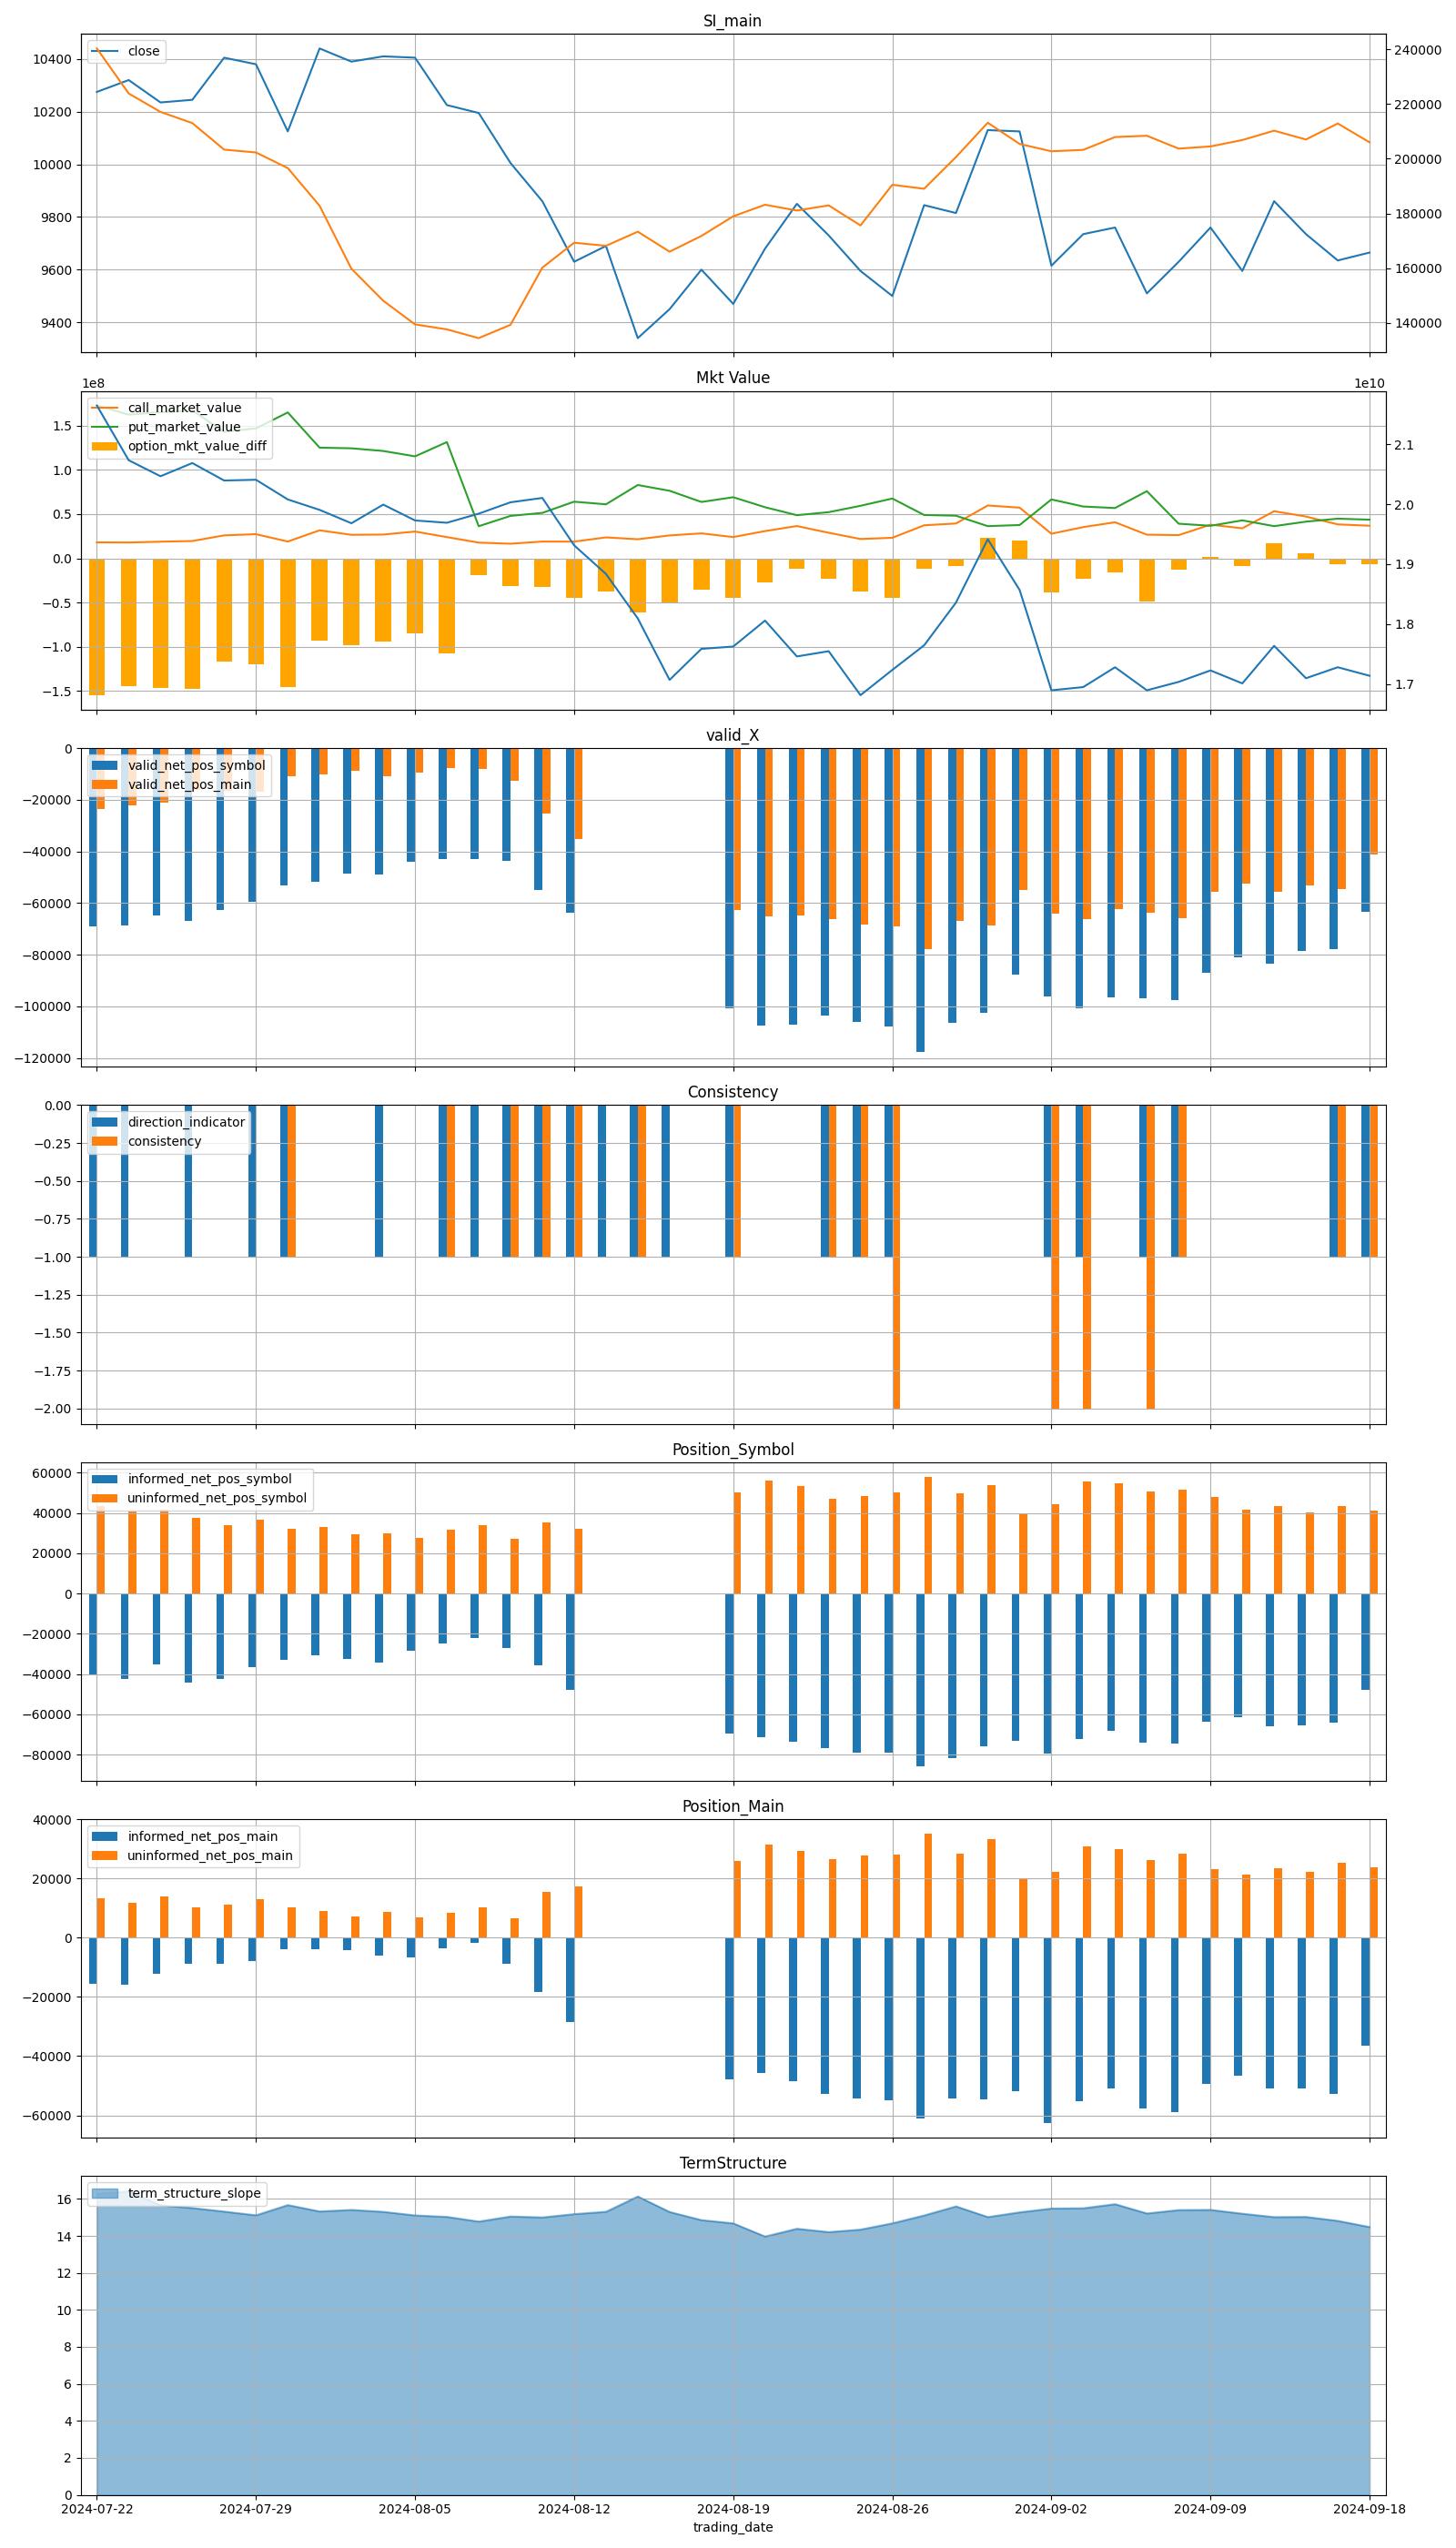 SI_main
close
10400
10200
10000
9800
9600
9400
240000
220000
200000
180000
160000
140000
Mkt Value
1e8
1e10
call_market_value
put_market_value
option_mkt_value_diff
1.5
1.0
0.5
0.0
−0.5
−1.0
−1.5
2.1
2.0
1.9
1.8
1.7
valid_X
valid_net_pos_symbol
valid_net_pos_main
0
−20000
−40000
−60000
−80000
−100000
−120000
Consistency
direction_indicator
consistency
0.00
−0.25
−0.50
−0.75
−1.00
−1.25
−1.50
−1.75
−2.00
Position_Symbol
informed_net_pos_symbol
uninformed_net_pos_symbol
60000
40000
20000
0
−20000
−40000
−60000
−80000
Position_Main
informed_net_pos_main
uninformed_net_pos_main
40000
20000
0
−20000
−40000
−60000
TermStructure
term_structure_slope
16
14
12
10
8
6
4
2
0
2024-07-22 2024-07-29 2024-08-05 2024-08-12 2024-08-19 2024-08-26 2024-09-02 2024-09-09 2024-09-18
trading_date